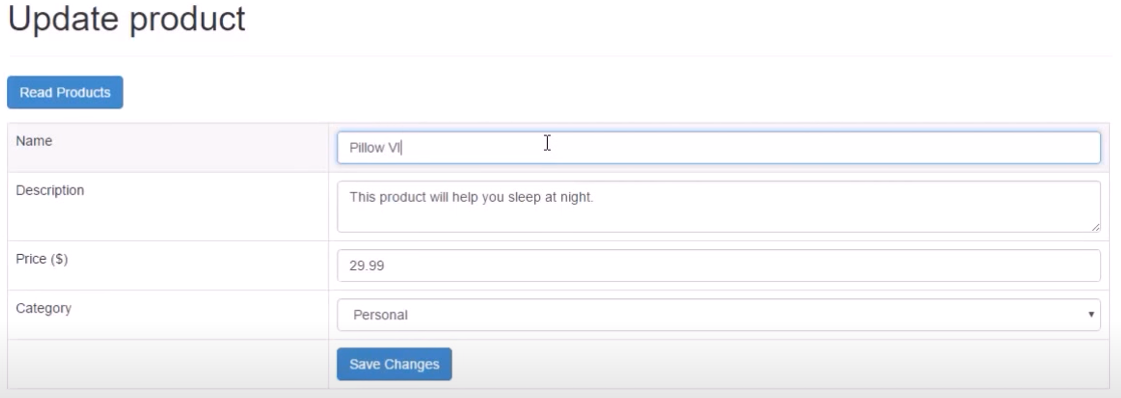 Update product
Read Products
Name
Pillow VI
Description
This product will help you sleep at night.
Price ($)
29.99
Category
Personal
Save Changes